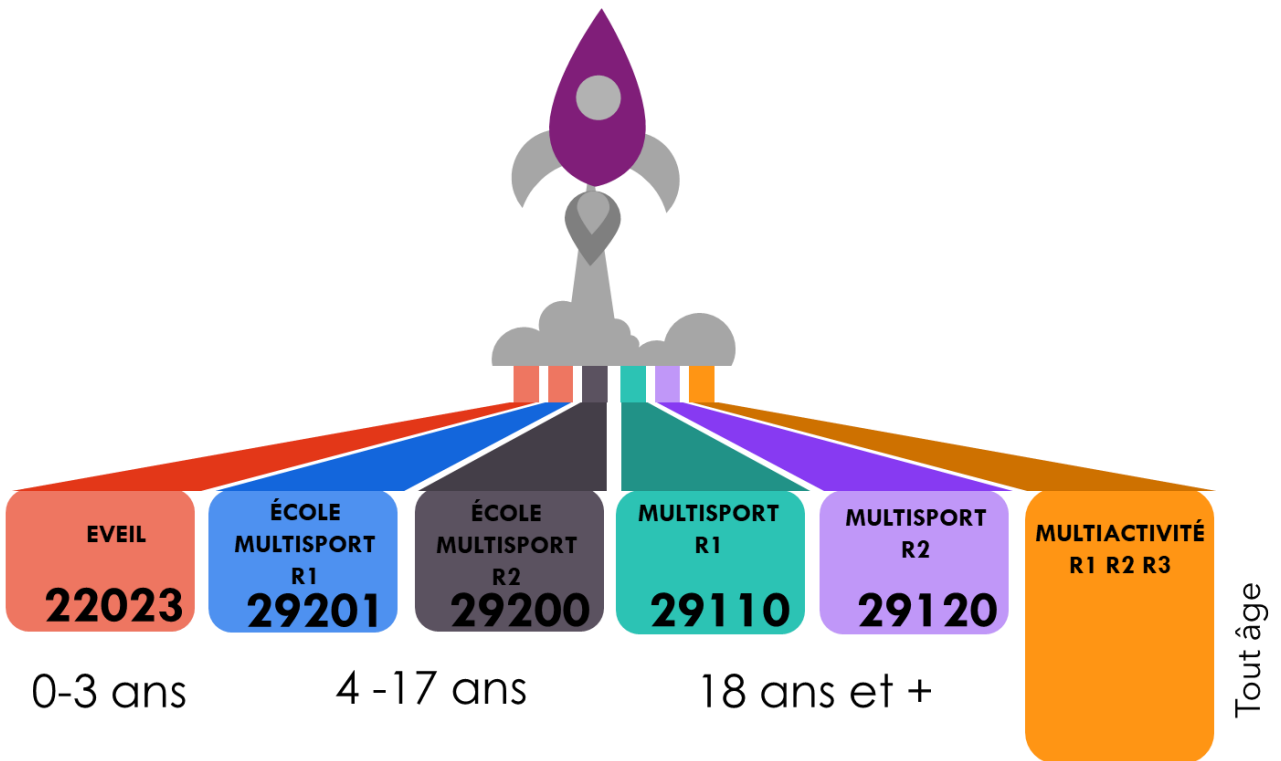 EVEIL
22023
ÉCOLE
MULTISPORT
R1
29201
ÉCOLE
MULTISPORT
R2
29200
MULTISPORT
R1
29110
MULTISPORT
R2
29120
MULTIACTIVITÉ
R1 R2 R3
0-3 ans
4 -17 ans
18 ans et +
Tout âge